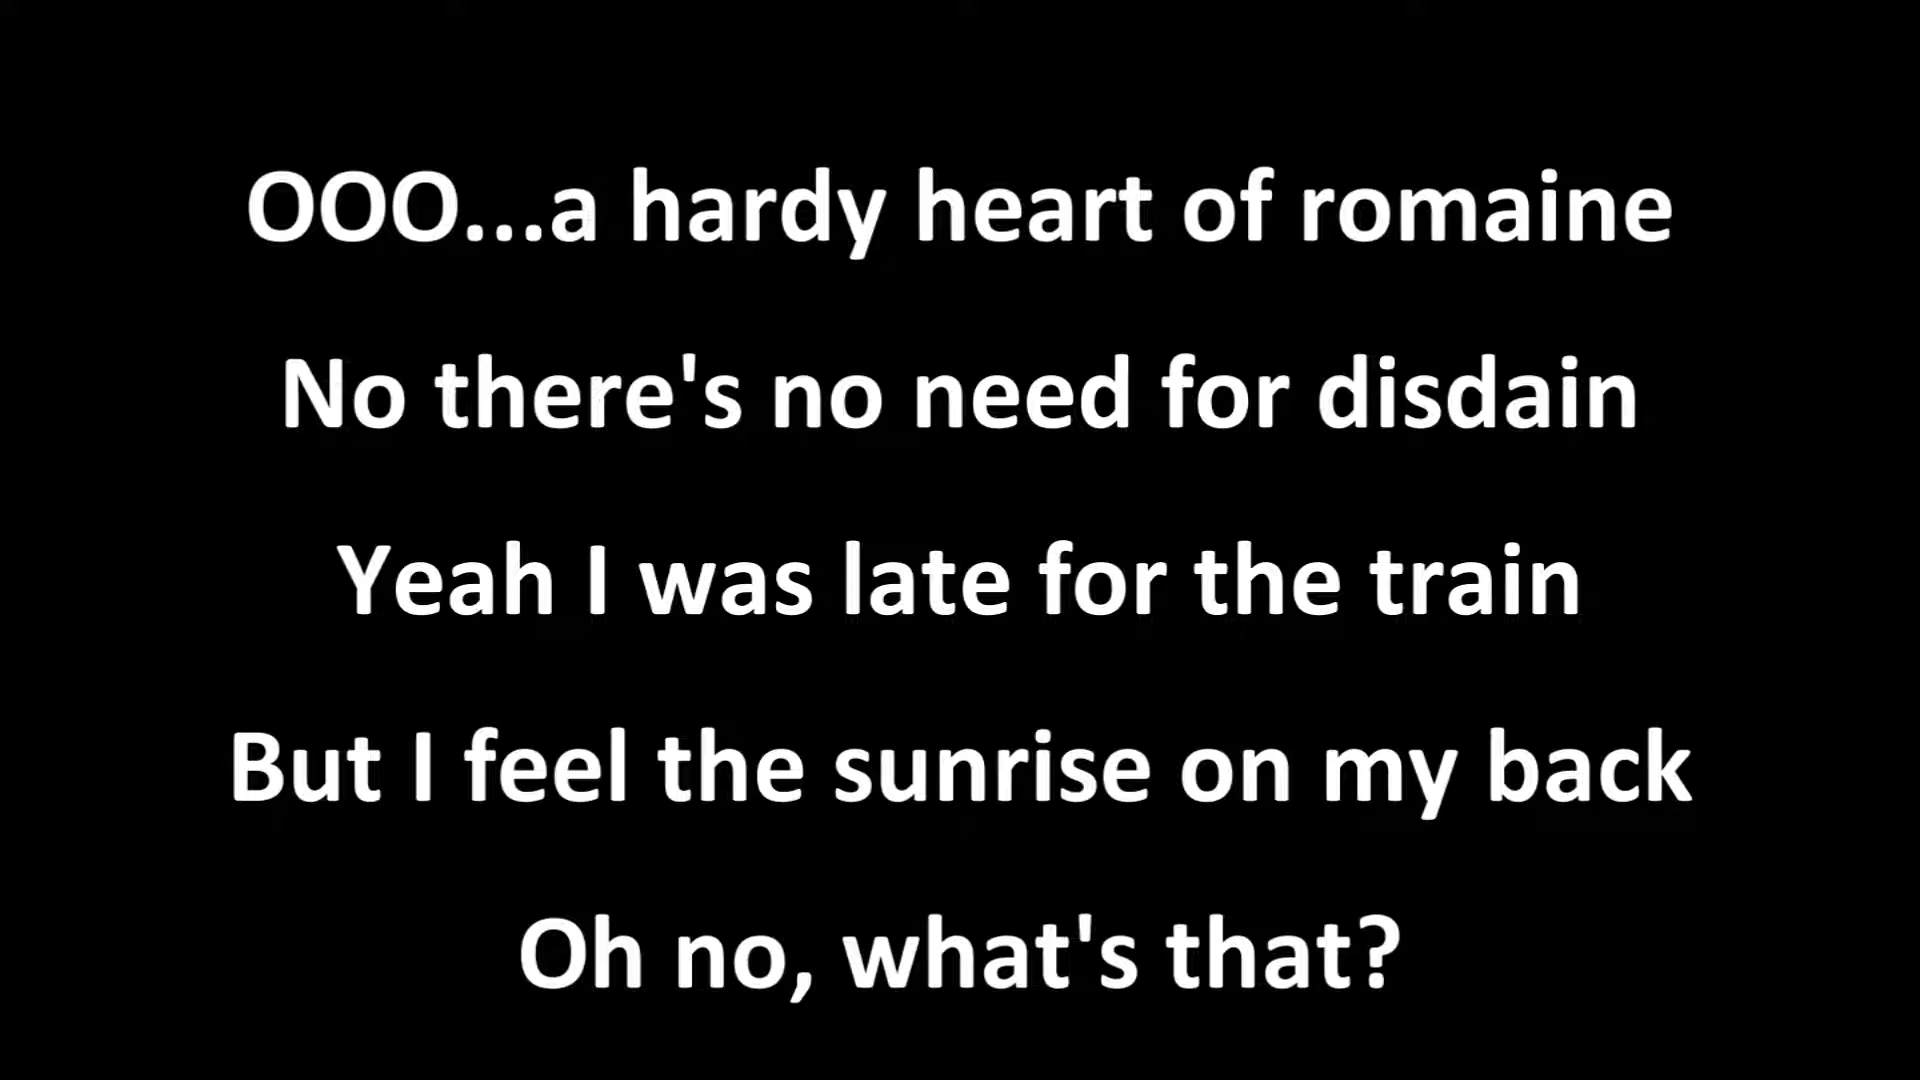 OOO...a hardy heart of romaine
No there's no need for disdain
Yeah I was late for the train
But I feel the sunrise on my back
Oh no, what's that?